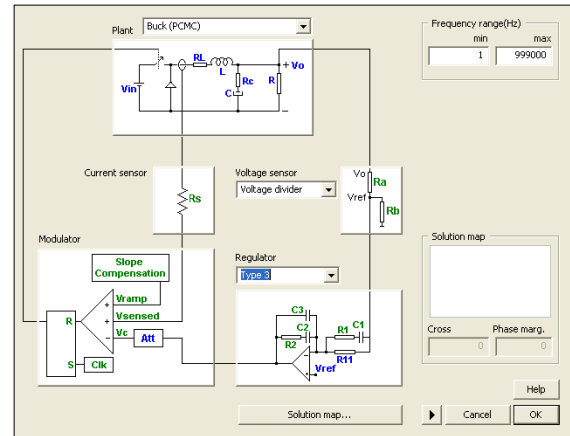 Plant
Buck (PCMC)
Frequency range(Hz)
min
max
1
999000
Vin
RL
L
Rc
C
R
+
Vo
−
Current sensor
Rs
Voltage sensor
Voltage divider
Vo
Ra
Vref
Rb
Modulator
Slope
Compensation
Vramp
+
Vsensed
+
Vc
−
Att
R
S
Clk
Regulator
Type 3
C3
C2
R2
R1
C1
R11
−
+
Vref
Solution map
Cross
Phase marg.
0
0
Help
Solution map...
Cancel
OK